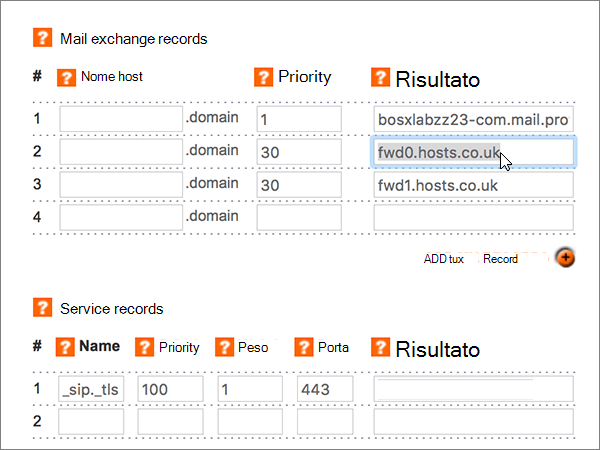 ? Mail exchange records
# ? Nome host ? Priority ? Risultato
1 .domain 1 bosxlabzz23-com.mail.pro
2 .domain 30 fwd0.hosts.co.uk
3 .domain 30 fwd1.hosts.co.uk
4 .domain
ADD tux Record +
? Service records
# ? Name ? Priority ? Peso ? Porta ? Risultato
1 _sip._tls 100 1 443
2